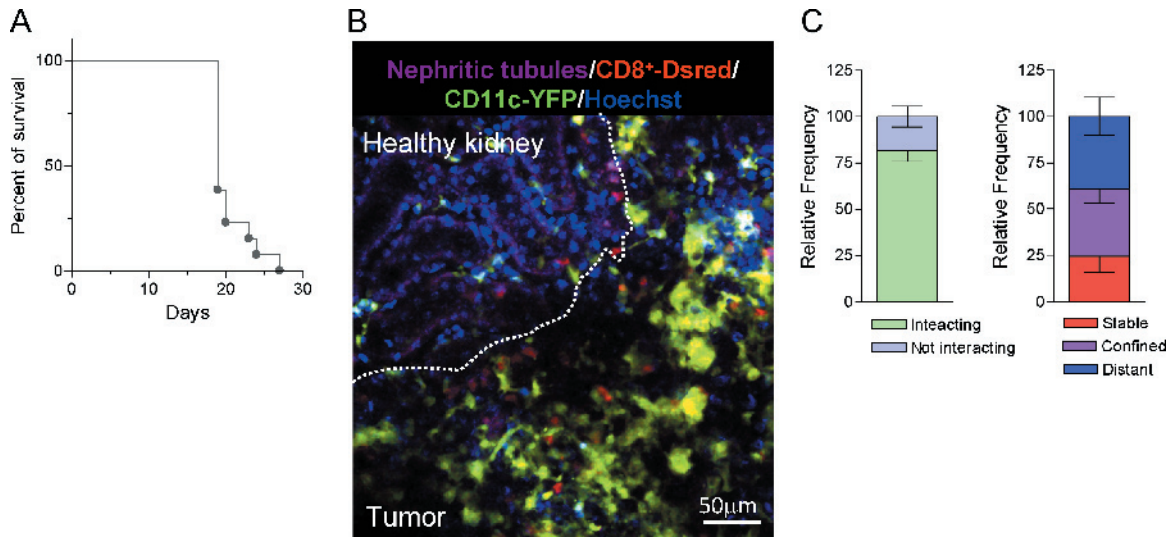 A
Percent of survival
100
50
0
0
10
20
30
Days
B
Nephritic tubules/CD8+-Dsred/
CD11c-YFP/Hoechst
Healthy kidney
Tumor
50µm
C
Relative Frequency
125
100
75
50
25
0
Inteacting
Not interacting
Relative Frequency
125
100
75
50
25
0
Stable
Confined
Distant